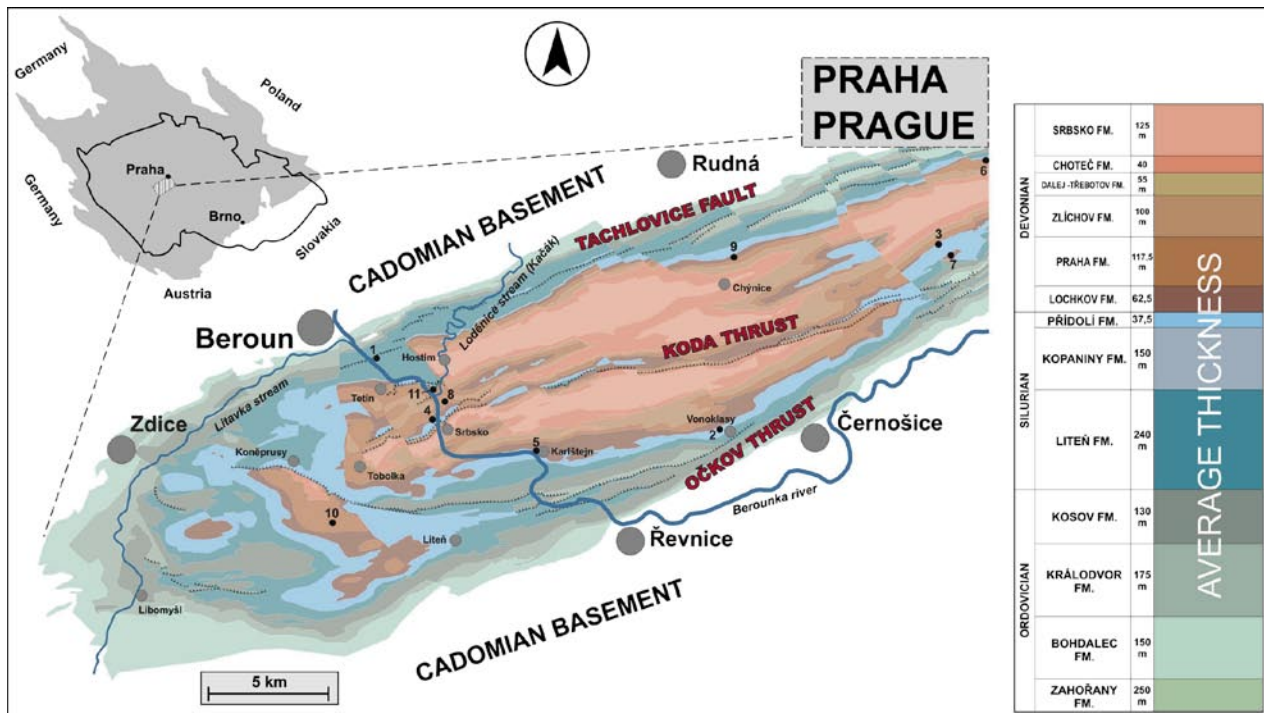 Germany
Poland
Praha
Germany
Brno
Slovakia
Austria
PRAHA
PRAGUE
Rudná
CADOMIAN BASEMENT
TACHLOVICE FAULT
6
3
9
7
Chýnice
Loděnice stream (Kačák)
Beroun
1
Hostim
KODA THRUST
Litavka stream
Tetín
11
8
4
Srbsko
Zdice
Vonoklasy
2
Černošice
Koněprusy
5
Karlštejn
Tobolka
OČKOV THRUST
Berounka river
10
Liteň
Řevnice
Libomyšl
CADOMIAN BASEMENT
5 km
DEVONIAN
SRBSKO FM.
125 m
CHOTEČ FM.
40
DALEJ -TŘEBOTOV FM.
55 m
ZLÍCHOV FM.
100 m
PRAHA FM.
117,5 m
LOCHKOV FM.
62,5
SILURIAN
PŘÍDOLÍ FM.
37,5
KOPANINY FM.
150 m
LITEŇ FM.
240 m
ORDOVICIAN
KOSOV FM.
130 m
KRÁLODVOR
FM.
175 m
BOHDALEC
FM.
150 m
ZAHOŘANY
FM.
250 m
AVERAGE THICKNESS